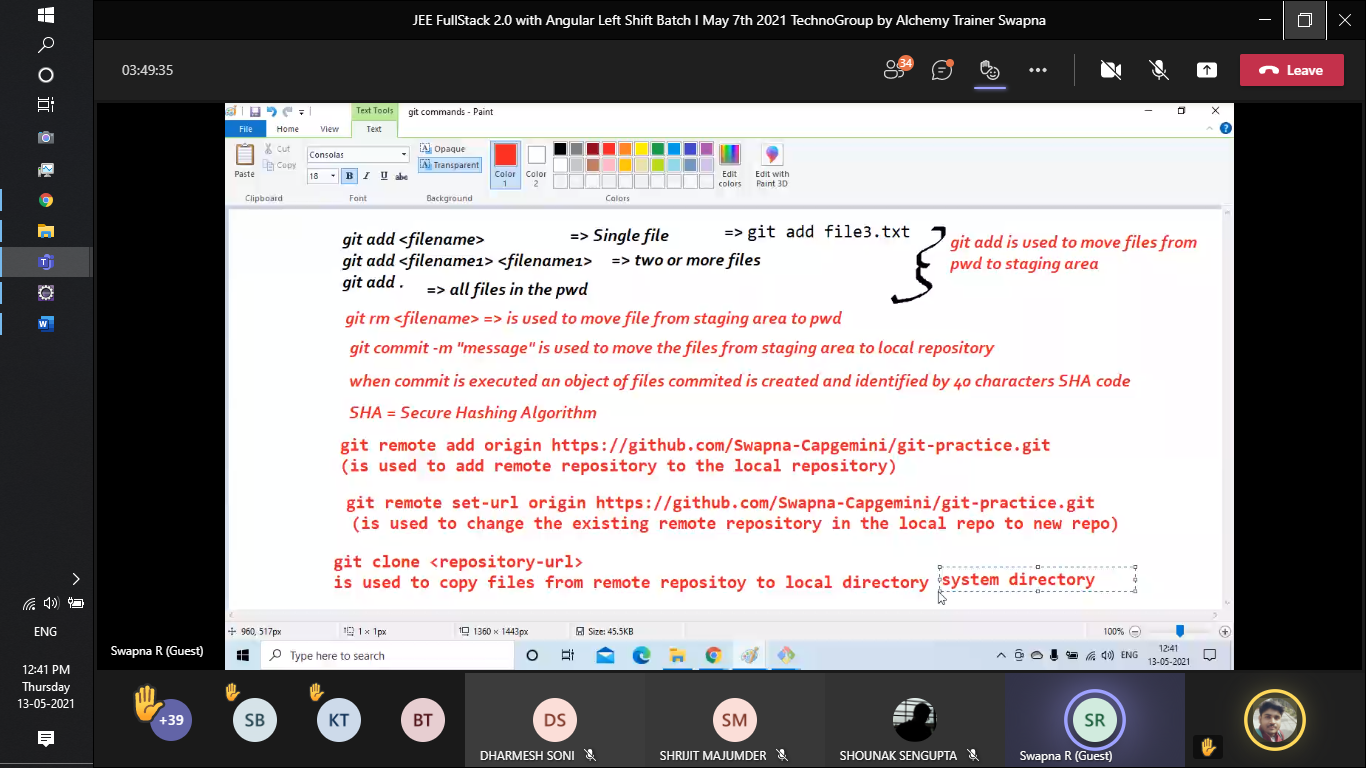 JEE FullStack 2.0 with Angular Left Shift Batch I May 7th 2021 TechnoGroup by Alchemy Trainer Swapna
03:49:35
34
Leave
Text Tools
git commands - Paint
File
Home
View
Text
Paste
Cut
Copy
Clipboard
Consolas
18
B
I
U
abc
Font
Opaque
Transparent
Background
Color 1
Color 2
Colors
Edit colors
Edit with Paint 3D
git add <filename> => Single file => git add file3.txt
git add <filename1> <filename1> => two or more files
git add . => all files in the pwd
git add is used to move files from
pwd to staging area
git rm <filename> => is used to move file from staging area to pwd
git commit -m "message" is used to move the files from staging area to local repository
when commit is executed an object of files commited is created and identified by 40 characters SHA code
SHA = Secure Hashing Algorithm
git remote add origin https://github.com/Swapna-Capgemini/git-practice.git
(is used to add remote repository to the local repository)
git remote set-url origin https://github.com/Swapna-Capgemini/git-practice.git
(is used to change the existing remote repository in the local repo to new repo)
git clone <repository-url>
is used to copy files from remote repositoy to local directory system directory
960, 517px
1 × 1px
1360 × 1443px
Size: 45.5KB
100%
Type here to search
ENG
12:41
13-05-2021
Swapna R (Guest)
ENG
12:41 PM
Thursday
13-05-2021
+39
SB
KT
BT
DS
DHARMESH SONI
SM
SHRIJIT MAJUMDER
SHOUNAK SENGUPTA
SR
Swapna R (Guest)